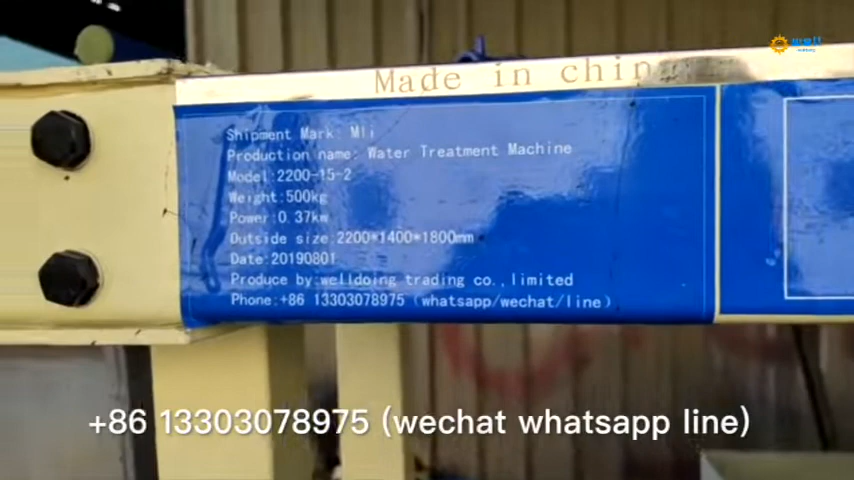 Made in china
Shipment Mark: Mli
Production name: Water Treatment Machine
Model:2200-15-2
Weight:500kg
Power:0.37kw
Outside size:2200*1400*1800mm
Date:20190801
Produce by:welldoing trading co.,limited
Phone:+86 13303078975 (whatsapp/wechat/line)
+86 13303078975 (wechat whatsapp line)